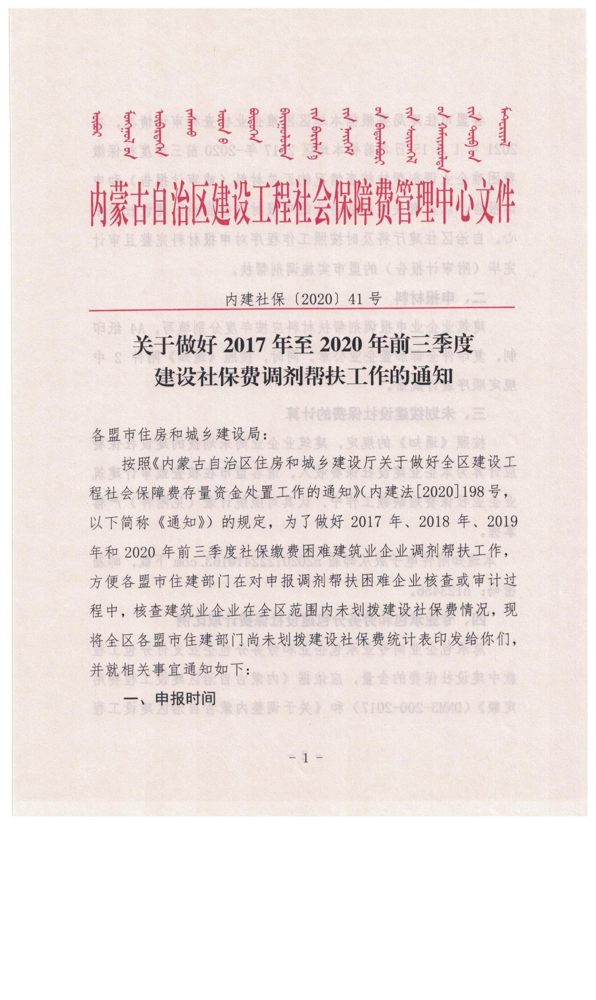 内蒙古自治区建设工程社会保障费管理中心文件
内建社保〔2020〕41号
关于做好 2017 年至 2020 年前三季度
建设社保费调剂帮扶工作的通知
各盟市住房和城乡建设局：
按照《内蒙古自治区住房和城乡建设厅关于做好全区建设工
程社会保障费存量资金处置工作的通知》（内建法[2020]198号，
以下简称《通知》）的规定，为了做好 2017 年、2018 年、2019
年和 2020 年前三季度社保缴费困难建筑业企业调剂帮扶工作，
方便各盟市住建部门在对申报调剂帮扶困难企业核查或审计过
程中，核查建筑业企业在全区范围内未划拨建设社保费情况，现
将全区各盟市住建部门尚未划拨建设社保费统计表印发给你们，
并就相关事宜通知如下：
一、申报时间
- 1 -